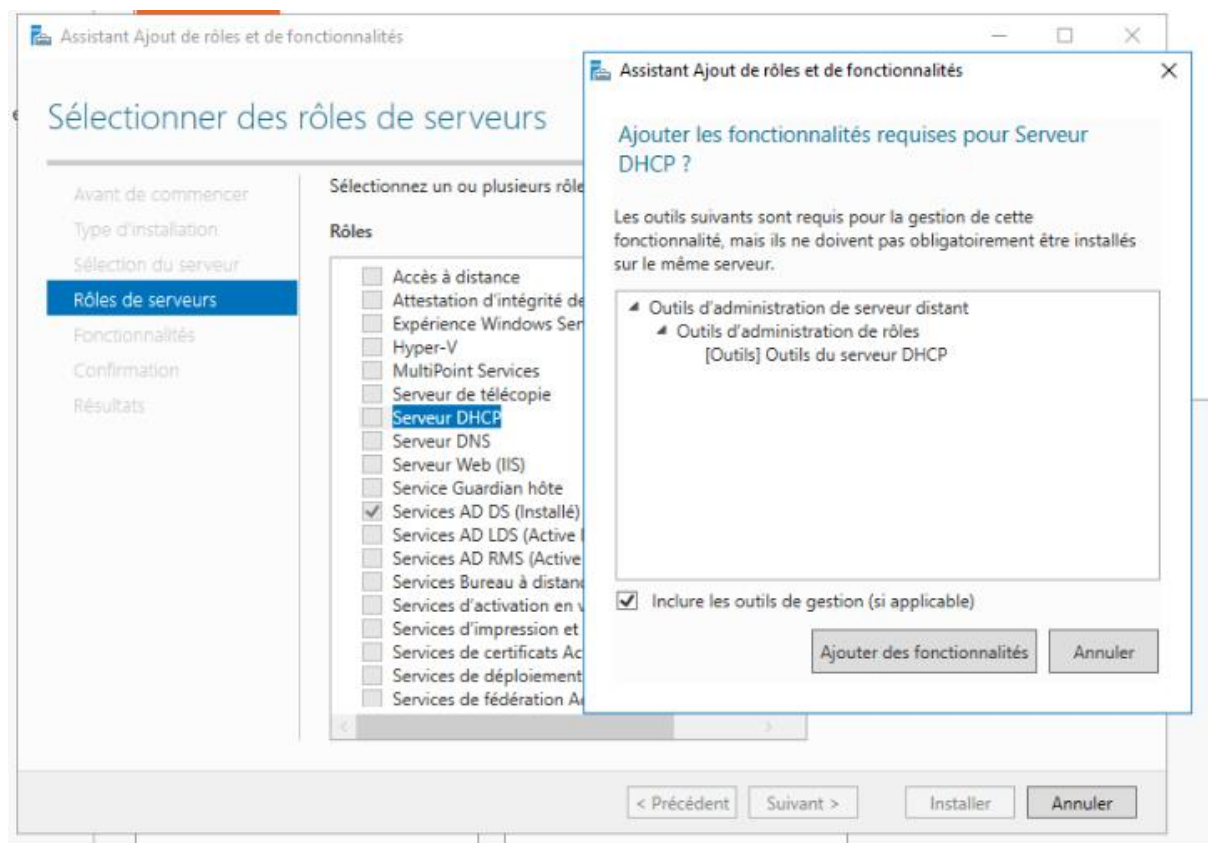 Assistant Ajout de rôles et de fonctionnalités
Sélectionner des rôles de serveurs
Avant de commencer
Type d'installation
Sélection du serveur
Rôles de serveurs
Fonctionnalités
Confirmation
Résultats
Sélectionnez un ou plusieurs rôle
Rôles
Accès à distance
Attestation d'intégrité de
Expérience Windows Ser
Hyper-V
MultiPoint Services
Serveur de télécopie
Serveur DHCP
Serveur DNS
Serveur Web (IIS)
Service Guardian hôte
Services AD DS (Installé)
Services AD LDS (Active
Services AD RMS (Active
Services Bureau à distan
Services d'activation en v
Services d'impression et
Services de certificats Ac
Services de déploiement
Services de fédération A
Assistant Ajout de rôles et de fonctionnalités
Ajouter les fonctionnalités requises pour Serveur
DHCP ?
Les outils suivants sont requis pour la gestion de cette
fonctionnalité, mais ils ne doivent pas obligatoirement être installés
sur le même serveur.
Outils d'administration de serveur distant
Outils d'administration de rôles
[Outils] Outils du serveur DHCP
Inclure les outils de gestion (si applicable)
Ajouter des fonctionnalités
Annuler
< Précédent
Suivant >
Installer
Annuler